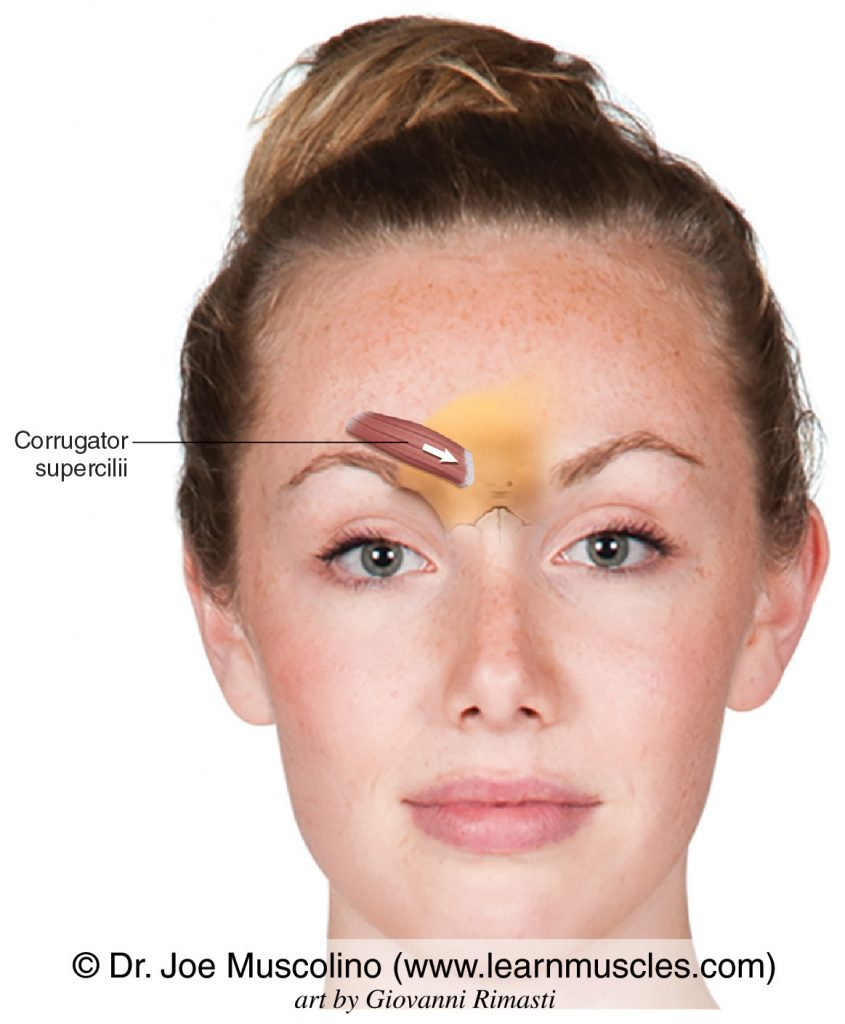 Corrugator
supercilii
© Dr. Joe Muscolino (www.learnmuscles.com)
art by Giovanni Rimasti